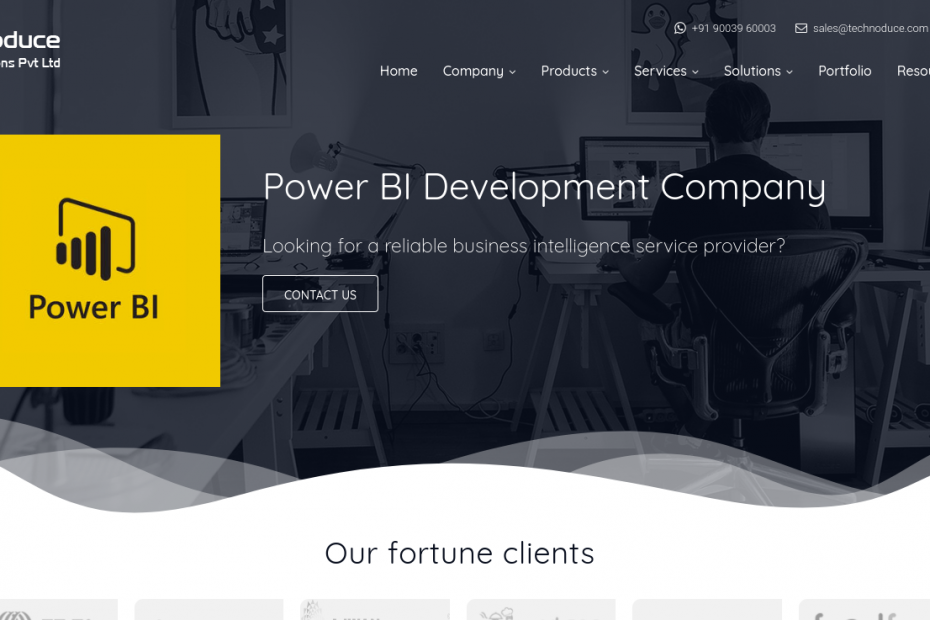 oduce
ns Pvt Ltd
+91 90039 60003
sales@technoduce.com
Home
Company
Products
Services
Solutions
Portfolio
Resou
Power BI Development Company
Looking for a reliable business intelligence service provider?
CONTACT US
Power BI
Our fortune clients